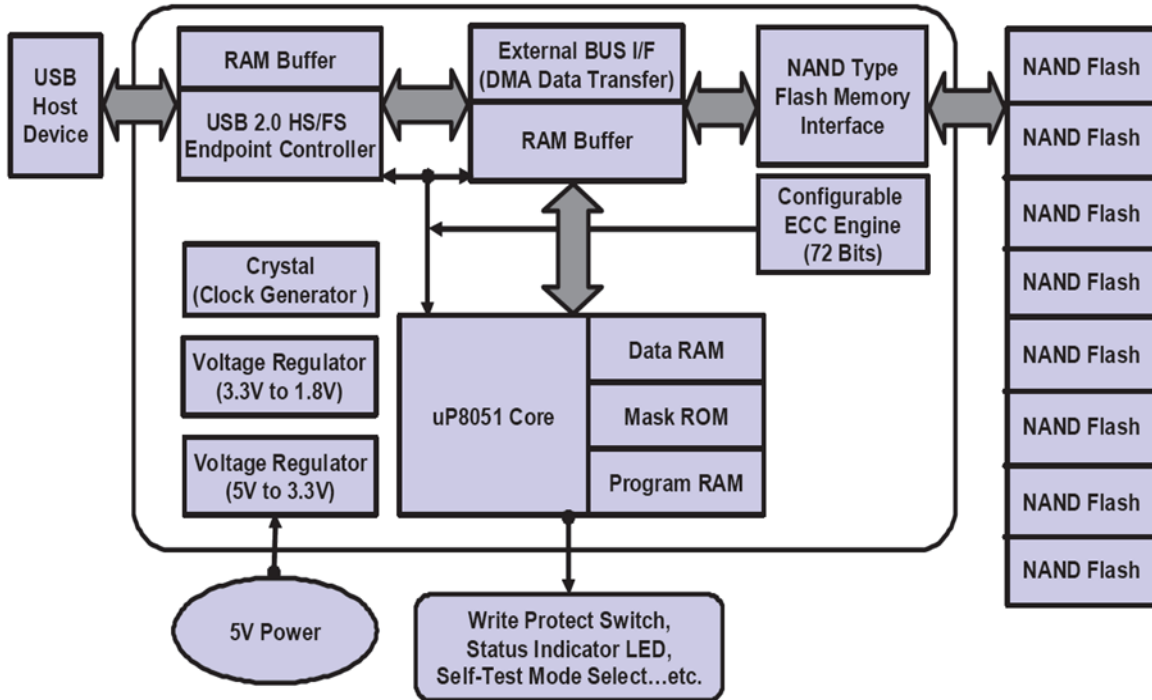 USB
Host
Device
RAM Buffer
USB 2.0 HS/FS
Endpoint Controller
External BUS I/F
(DMA Data Transfer)
RAM Buffer
NAND Type
Flash Memory
Interface
Configurable
ECC Engine
(72 Bits)
Crystal
(Clock Generator )
Voltage Regulator
(3.3V to 1.8V)
Voltage Regulator
(5V to 3.3V)
uP8051 Core
Data RAM
Mask ROM
Program RAM
5V Power
Write Protect Switch,
Status Indicator LED,
Self-Test Mode Select...etc.
NAND Flash
NAND Flash
NAND Flash
NAND Flash
NAND Flash
NAND Flash
NAND Flash
NAND Flash